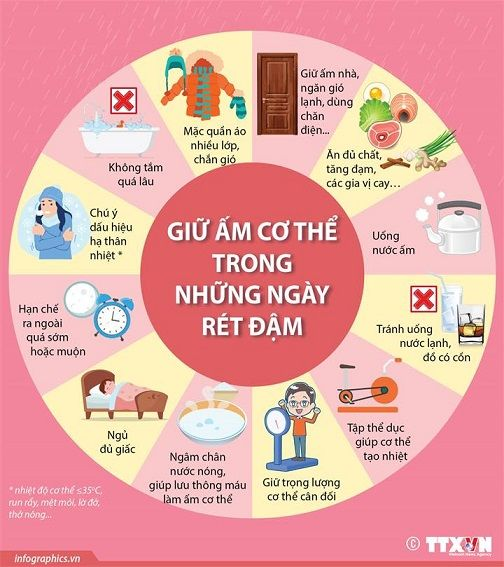 GIỮ ẤM CƠ THỂ
TRONG
NHỮNG NGÀY
RÉT ĐẬM
Giữ ấm nhà,
ngăn gió
lạnh, dùng
chăn
điện...
Ăn đủ chất,
tăng đạm,
các gia vị cay...
Uống
nước ấm
Tránh uống
nước lạnh,
đồ có cồn
Tập thể dục
giúp cơ thể
tạo nhiệt
Giữ trọng lượng
cơ thể cân đối
Ngâm chân
nước nóng,
giúp lưu thông máu
làm ấm cơ thể
Ngủ
đủ giấc
Hạn chế
ra ngoài
quá sớm
hoặc muộn
Chú ý
dấu hiệu
hạ thân
nhiệt *
Không tắm
quá lâu
Mặc quần áo
nhiều lớp,
chắn gió
* nhiệt độ cơ thể ≤35⁰C,
run rẩy, mệt mỏi, lờ đờ,
thở nông...
© TTXVN
Vietnam News Agency
infographics.vn